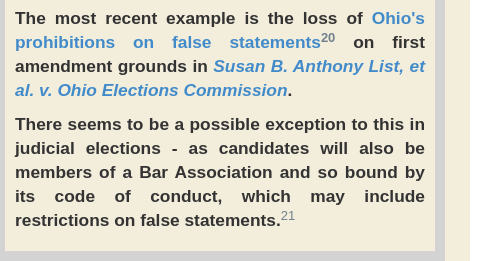 The most recent example is the loss of Ohio's
prohibitions on false statements20 on first
amendment grounds in Susan B. Anthony List, et
al. v. Ohio Elections Commission.
There seems to be a possible exception to this in
judicial elections - as candidates will also be
members of a Bar Association and so bound by
its code of conduct, which may include
restrictions on false statements.21